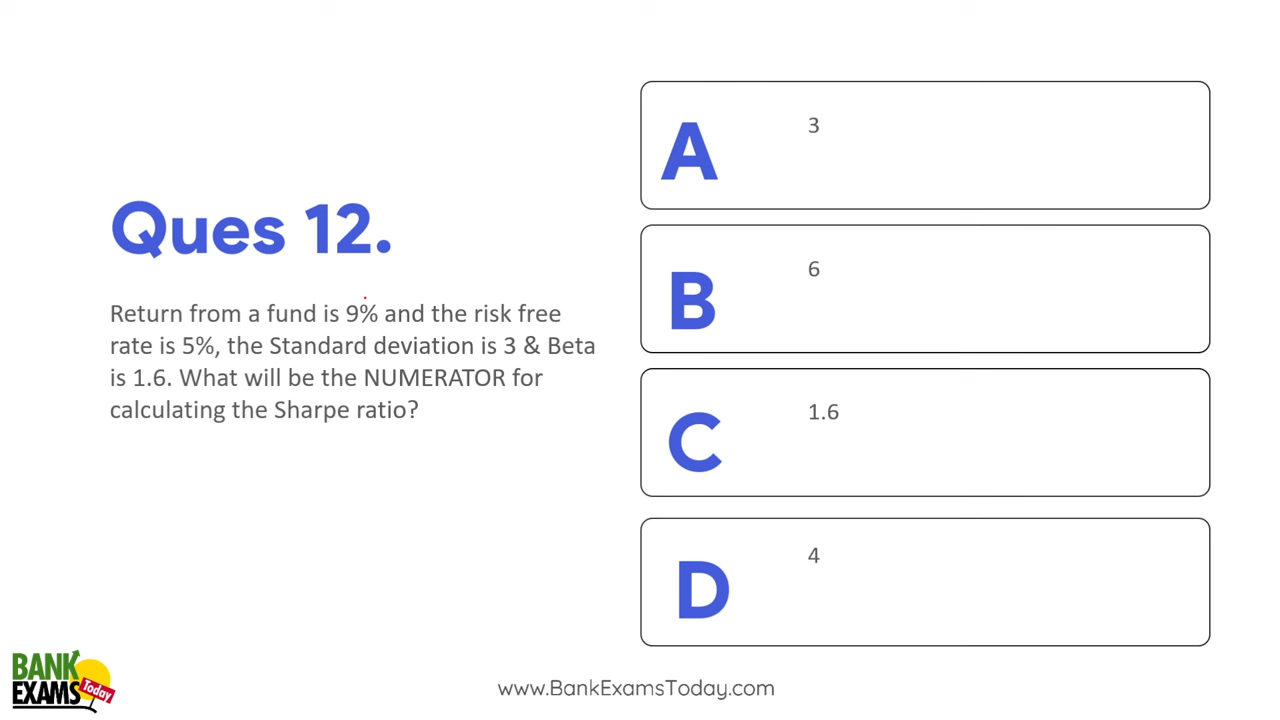 Ques 12.
Return from a fund is 9% and the risk free
rate is 5%, the Standard deviation is 3 & Beta
is 1.6. What will be the NUMERATOR for
calculating the Sharpe ratio?
A 3
B 6
C 1.6
D 4
BANK
EXAMS
Today
www.BankExamsToday.com